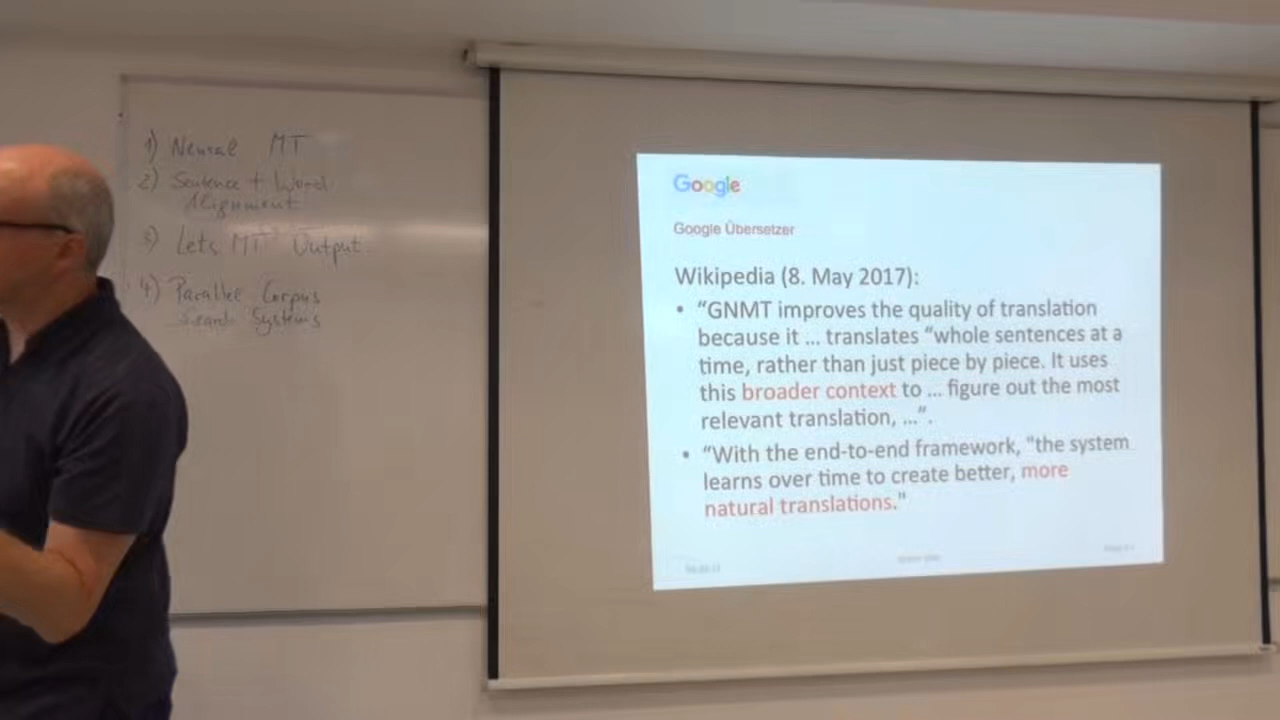 1) Neural MT
2) Sentence + Word
Alignment
3) Lets MT Output
4) Parallel Corpus
Systems
Google
Google Übersetzer
Wikipedia (8. May 2017):
• “GNMT improves the quality of translation
because it ... translates “whole sentences at a
time, rather than just piece by piece. It uses
this broader context to ... figure out the most
relevant translation, ...”.
• “With the end-to-end framework, "the system
learns over time to create better, more
natural translations."